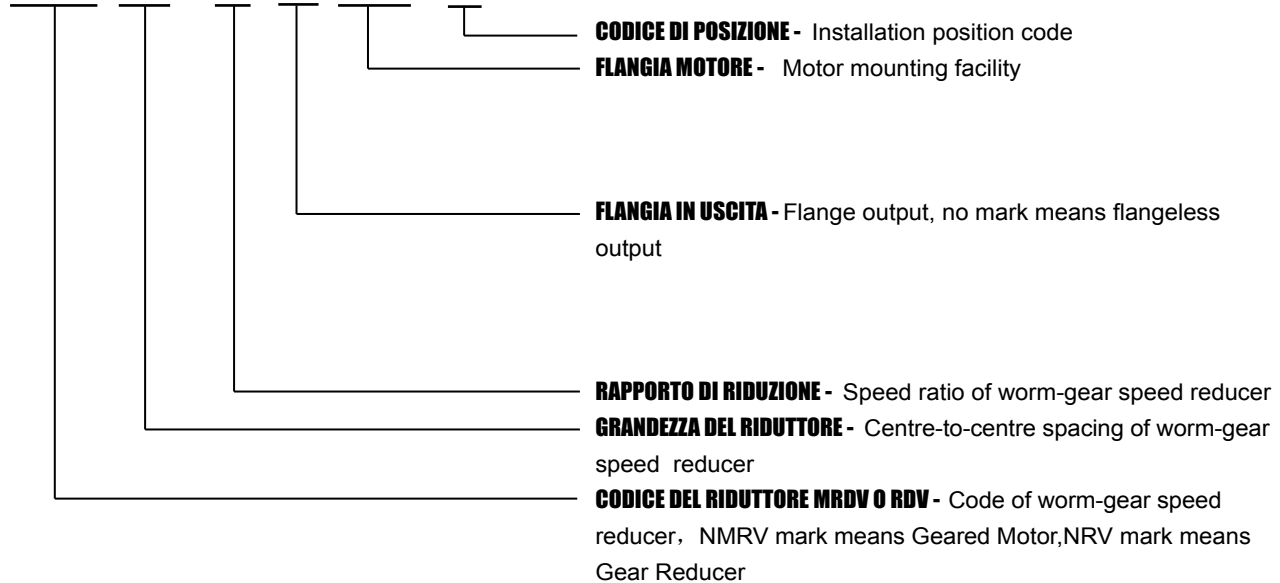 CODICE DI POSIZIONE - Installation position code
FLANGIA MOTORE - Motor mounting facility
FLANGIA IN USCITA - Flange output, no mark means flangeless
output
RAPPORTO DI RIDUZIONE - Speed ratio of worm-gear speed reducer
GRANDEZZA DEL RIDUTTORE - Centre-to-centre spacing of worm-gear
speed reducer
CODICE DEL RIDUTTORE MRDV O RDV - Code of worm-gear speed
reducer，NMRV mark means Geared Motor,NRV mark means
Gear Reducer